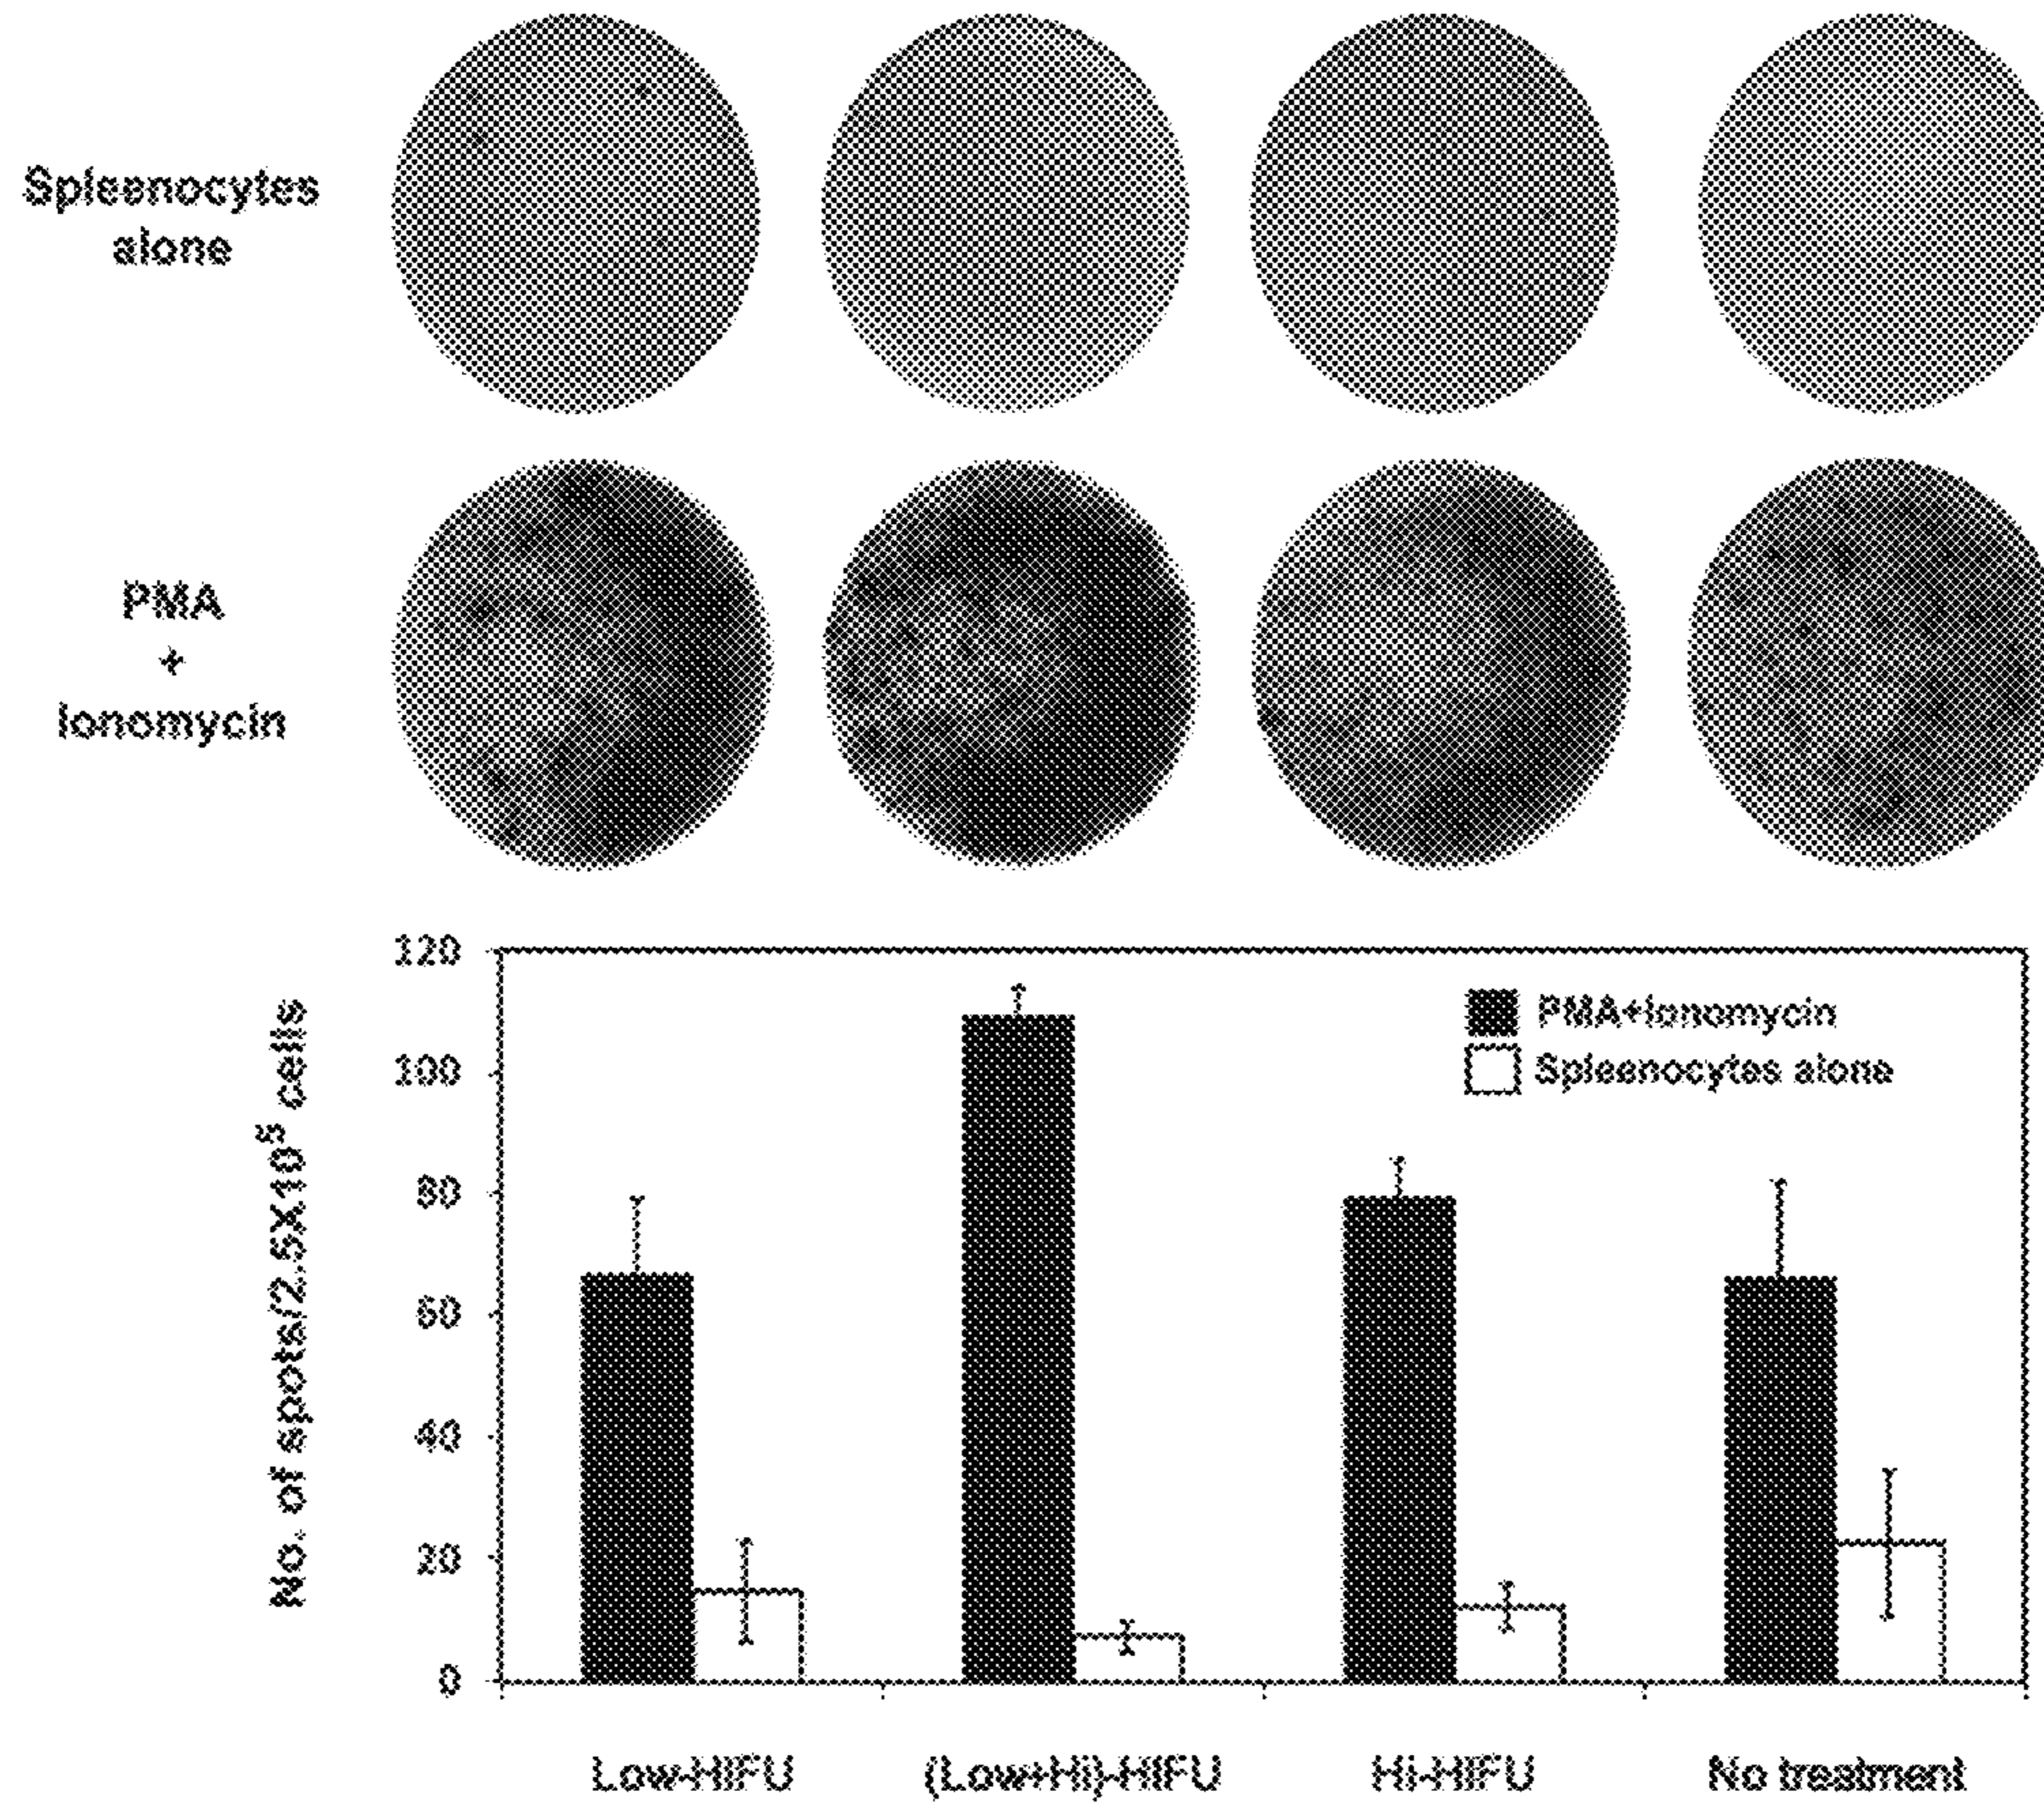 Spleenocytes
alone
PMA
+
Ionomycin
120
100
80
60
40
20
0
No. of spots/2.5X10⁵ cells
PMA+Ionomycin
Spleenocytes alone
Low-HIFU
(Low+Hi)-HIFU
Hi-HIFU
No treatment